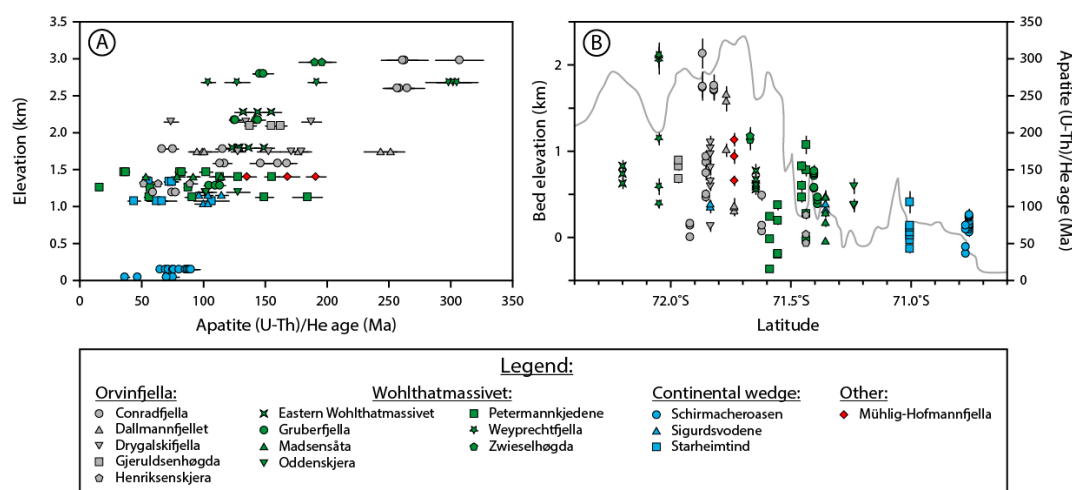 A
3.5
3.0
2.5
2.0
1.5
1.0
0.5
0
Elevation (km)
50
100
150
200
250
300
350
Apatite (U-Th)/He age (Ma)
B
2
1
0
Bed elevation (km)
350
300
250
200
150
100
50
0
Apatite (U-Th)/He age (Ma)
72.0°S
71.5°S
71.0°S
Latitude
Legend:
Orvinfjella:
Conradfjella
Dallmannfjellet
Drygalskifjella
Gjeruldsenhøgda
Henriksenskjera
Wohlthatmassivet:
Eastern Wohlthatmassivet
Gruberfjella
Madsensåta
Oddenskjera
Petermannkjedene
Weyprechtfjella
Zwieselhøgda
Continental wedge:
Schirmacheroasen
Sigurdsvodene
Starheimtind
Other:
Mühlig-Hofmannfjella